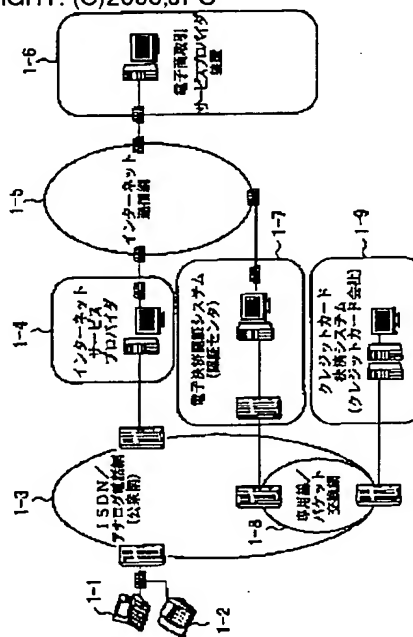 (C)2000,JPO
1-6
電子商取引
サービスプロバイダ
装置
1-5
インターネット
通信網
1-4
インターネット
サービス
プロバイダ
1-7
電子決済認証システム
(認証センタ)
1-9
クレジットカード
決済システム
(クレジットカード会社)
1-3
ISDN/
アナログ電話網
(公衆網)
1-8
専用線/
パケット
交換網
1-1
1-2